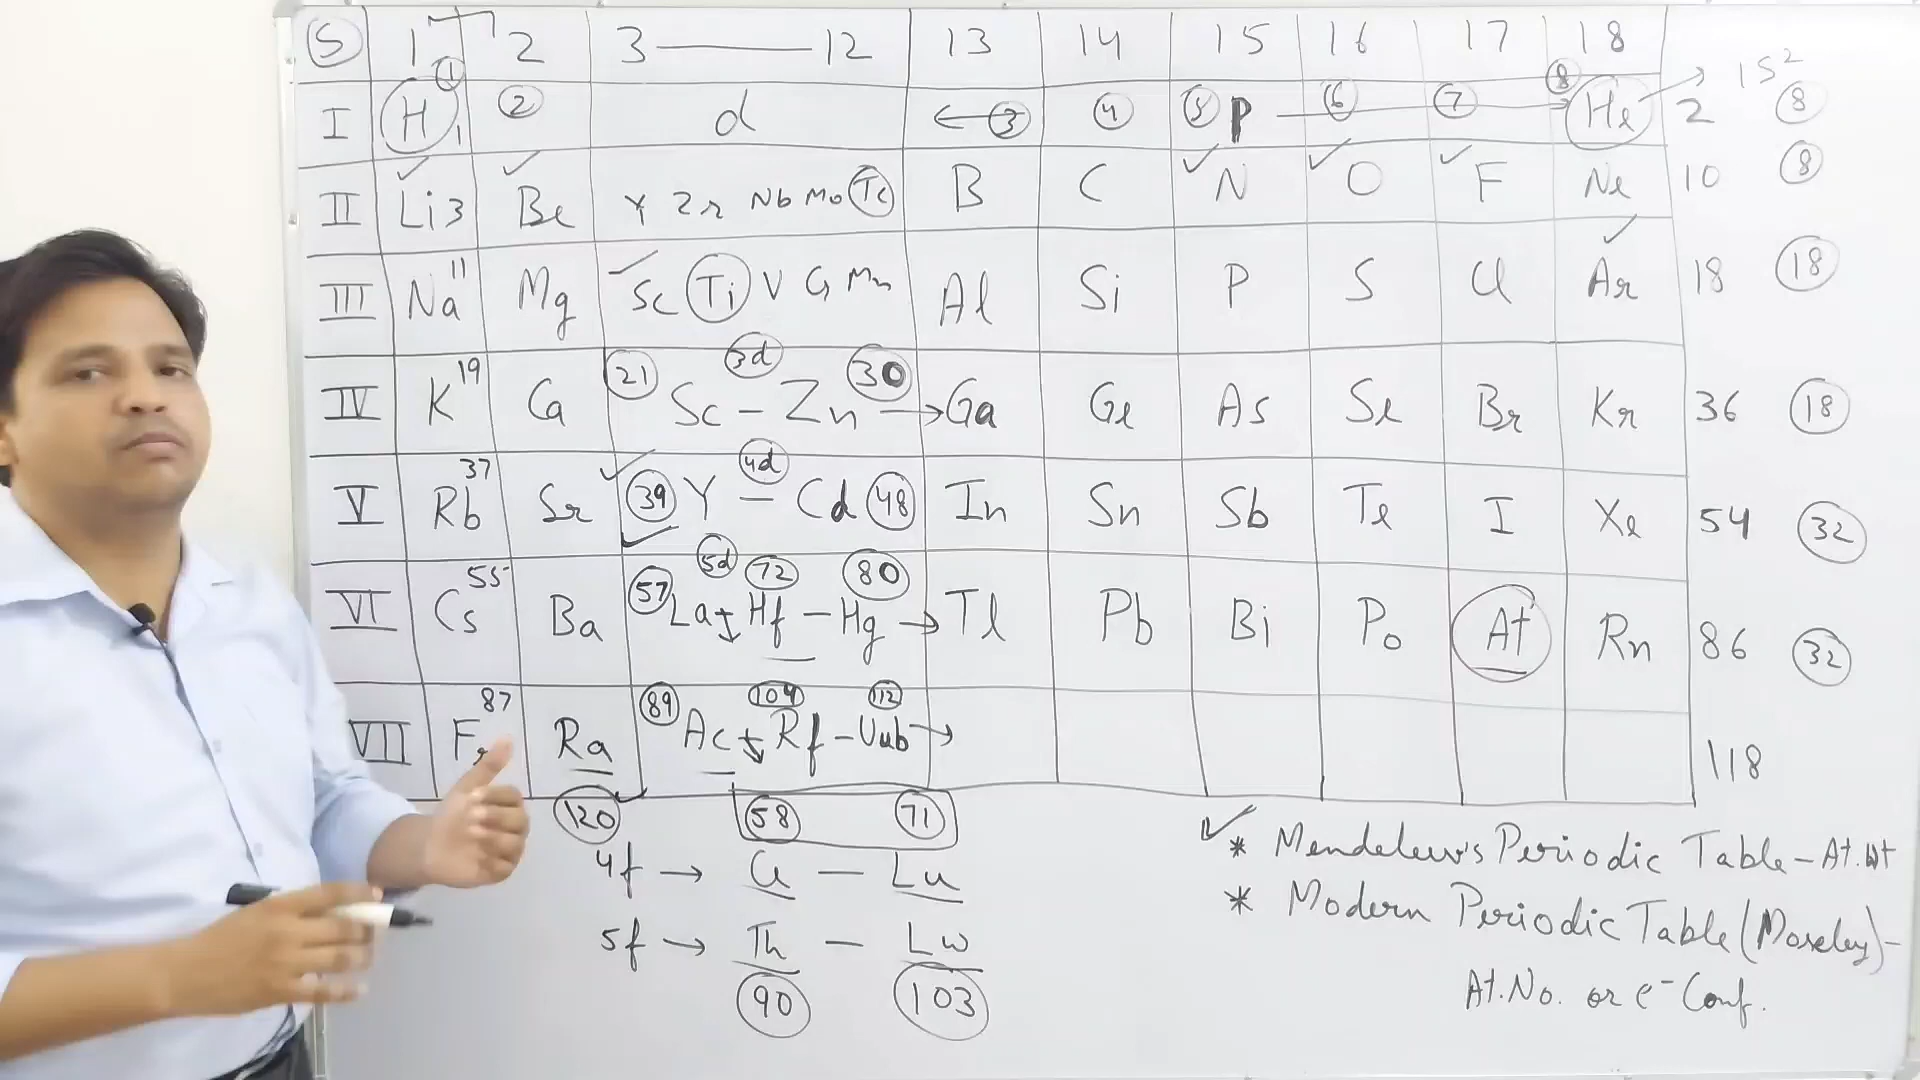 S 1 2 3 — 12 13 14 15 16 17 18 1S²
I H 1 ① ② d ← ③ ④ ⑤ P ⑥ ⑦ ⑧ He 2 ⑧
II Li3 Be Y Zr Nb Mo Tc B C N O F Ne 10 ⑧
III Na 11 Mg Sc Ti V Cr Mn Al Si P S Cl Ar 18 ⑱
IV K 19 Ca 21 Sc – 3d Zn 30 → Ga Ge As Se Br Kr 36 18
V Rb 37 Sr 39 Y – 4d Cd 48 In Sn Sb Te I Xe 54 32
VI Cs 55 Ba 57 La 5d Hf 72 – Hg 80 → Tl Pb Bi Po At Rn 86 32
VII Fr 87 Ra 89 Ac Rf 104 – Uub 112 → 118
120 58 71
4f → Ce — Lu
5f → Th — Lw
90 103
* Mendeleev's Periodic Table – At. Wt
* Modern Periodic Table (Moseley) –
At. No. or e⁻ Conf.